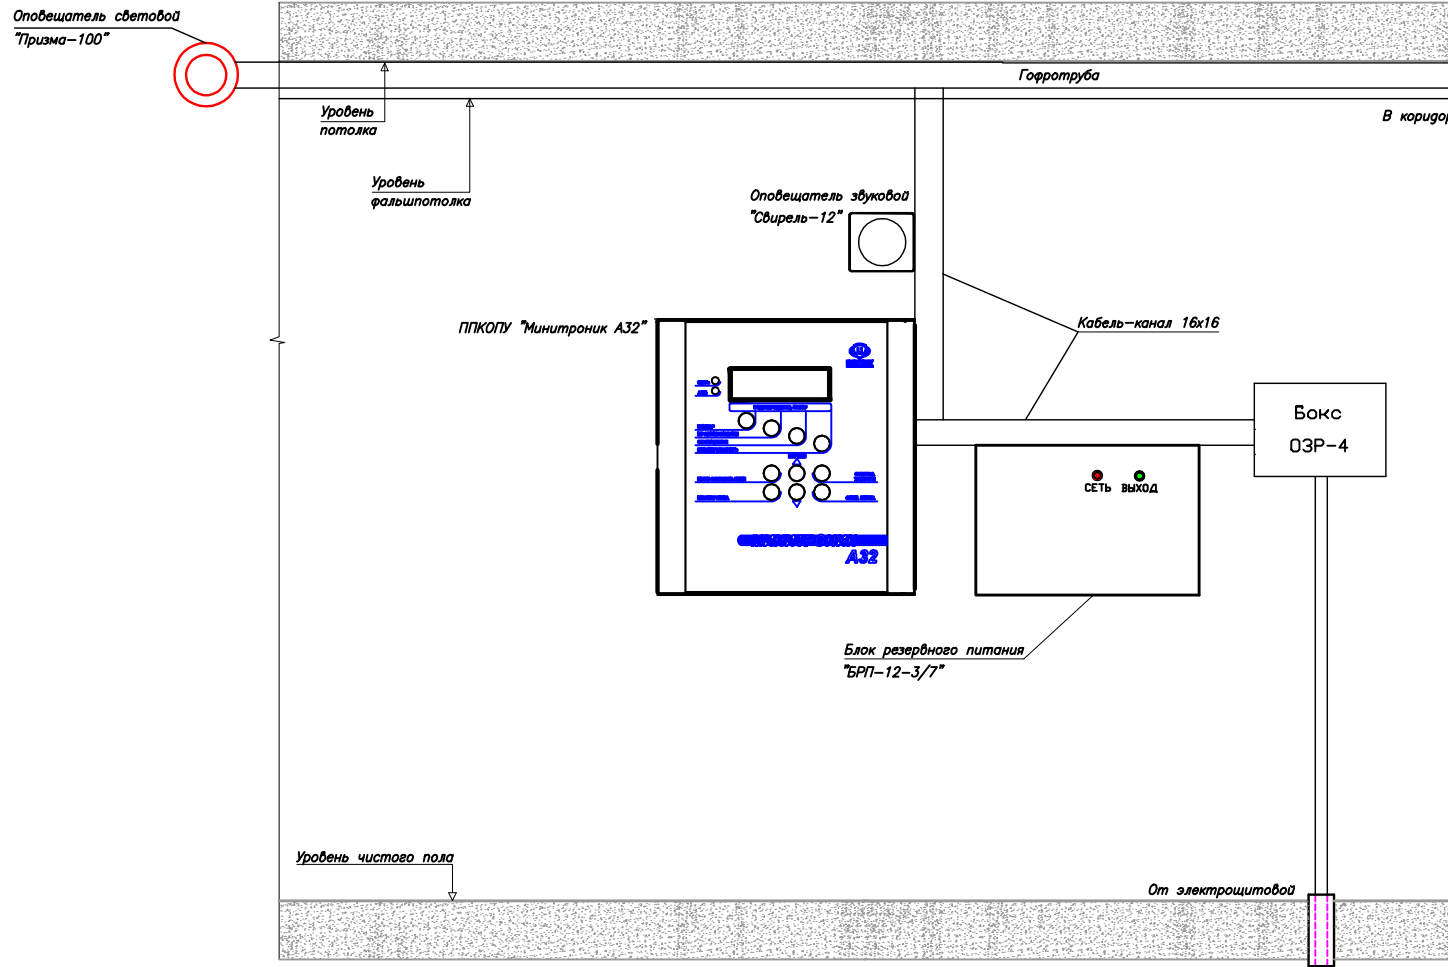 Оповещатель световой
"Призма-100"
Гофротруба
В коридор
Уровень
потолка
Уровень
фальшпотолка
Оповещатель звуковой
"Свирель-12"
ППКОПУ "Минитроник А32"
Кабель-канал 16х16
Бокс
ОЗР-4
СЕТЬ ВЫХОД
А32
Блок резервного питания
"БРП-12-3/7"
Уровень чистого пола
От электрощитовой